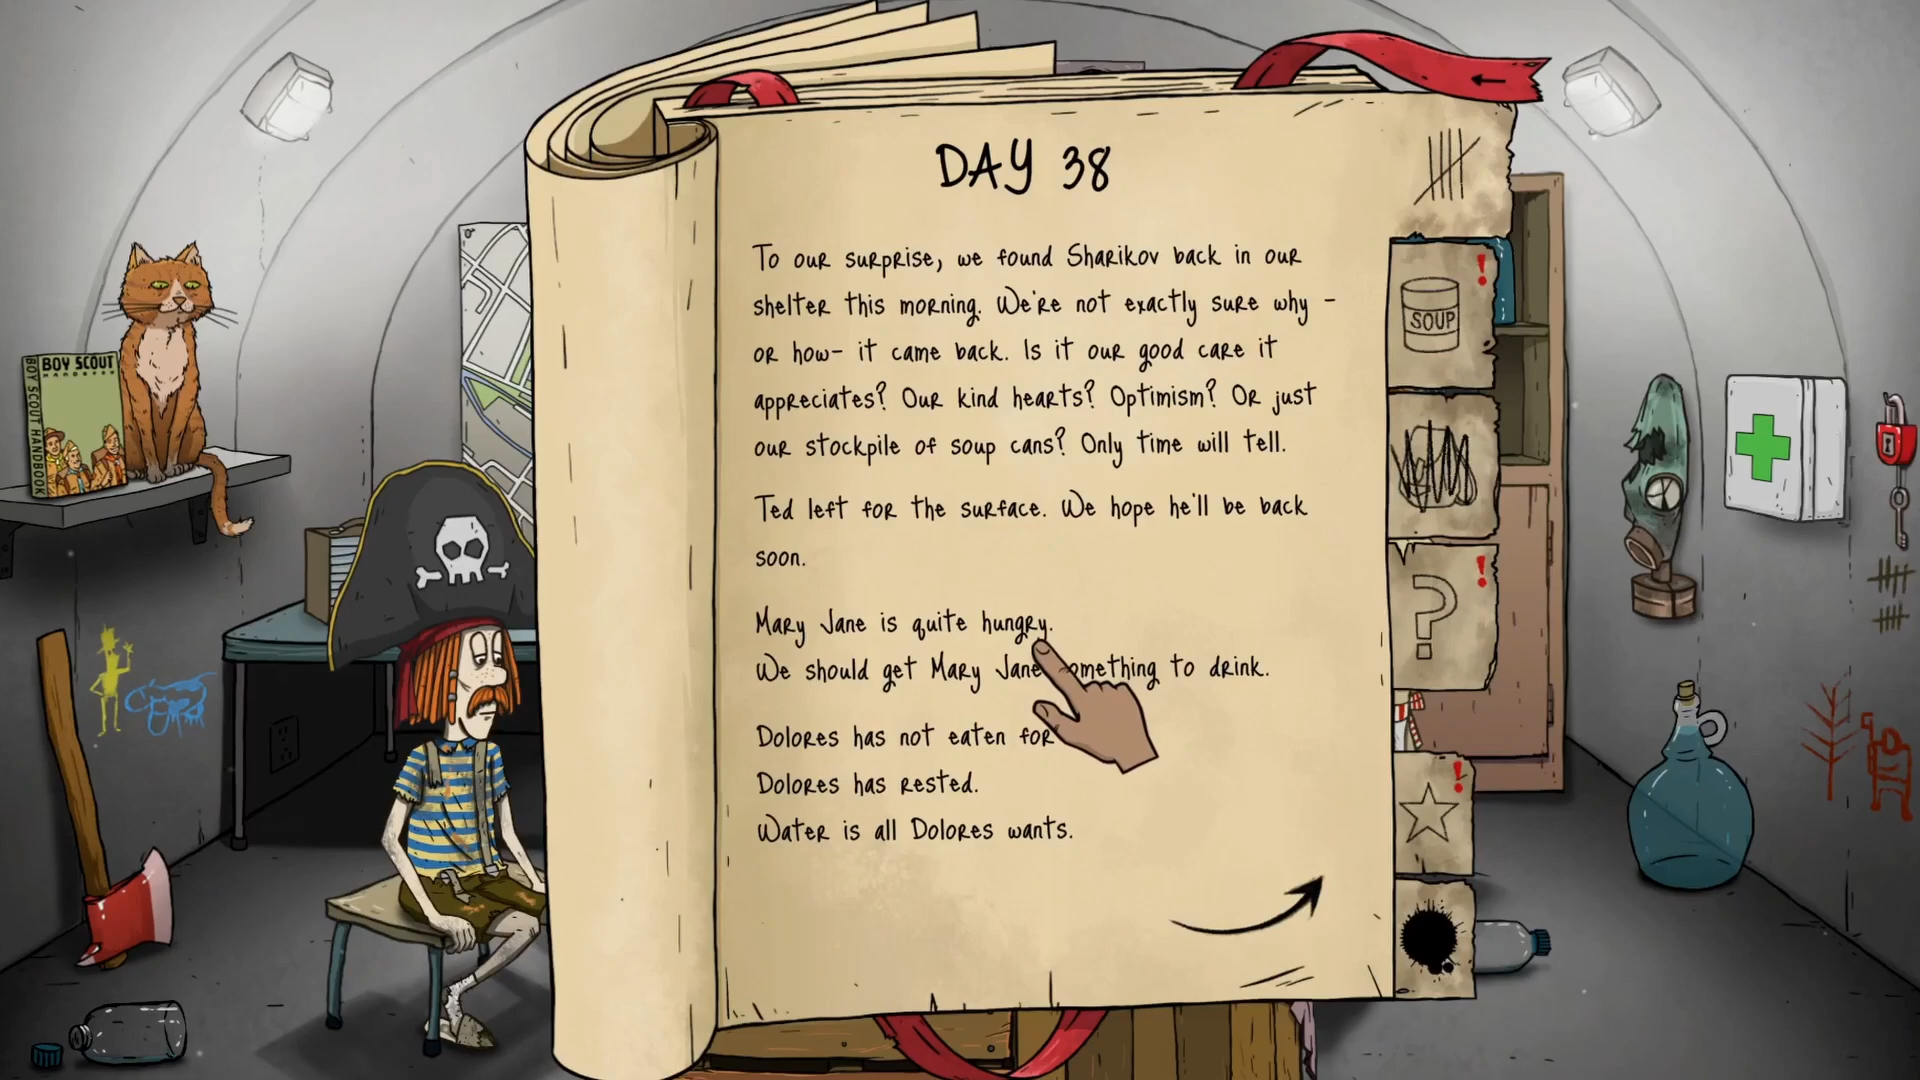 DAY 38
To our surprise, we found Sharikov back in our
shelter this morning. We're not exactly sure why -
or how- it came back. Is it our good care it
appreciates? Our kind hearts? Optimism? Or just
our stockpile of soup cans? Only time will tell.
Ted left for the surface. We hope he'll be back
soon.
Mary Jane is quite hungry.
We should get Mary Jane something to drink.
Dolores has not eaten for
Dolores has rested.
Water is all Dolores wants.
!
SOUP
!
?
!
BOY SCOUT
HANDBOOK
BOY SCOUT HANDBOOK